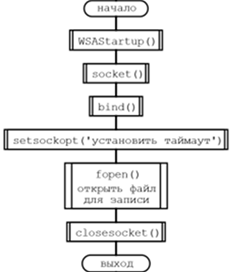 начало
WSAStartup()
socket()
bind()
setsockopt('установить таймаут')
fopen()
открыть файл
для записи
closesocket()
выход